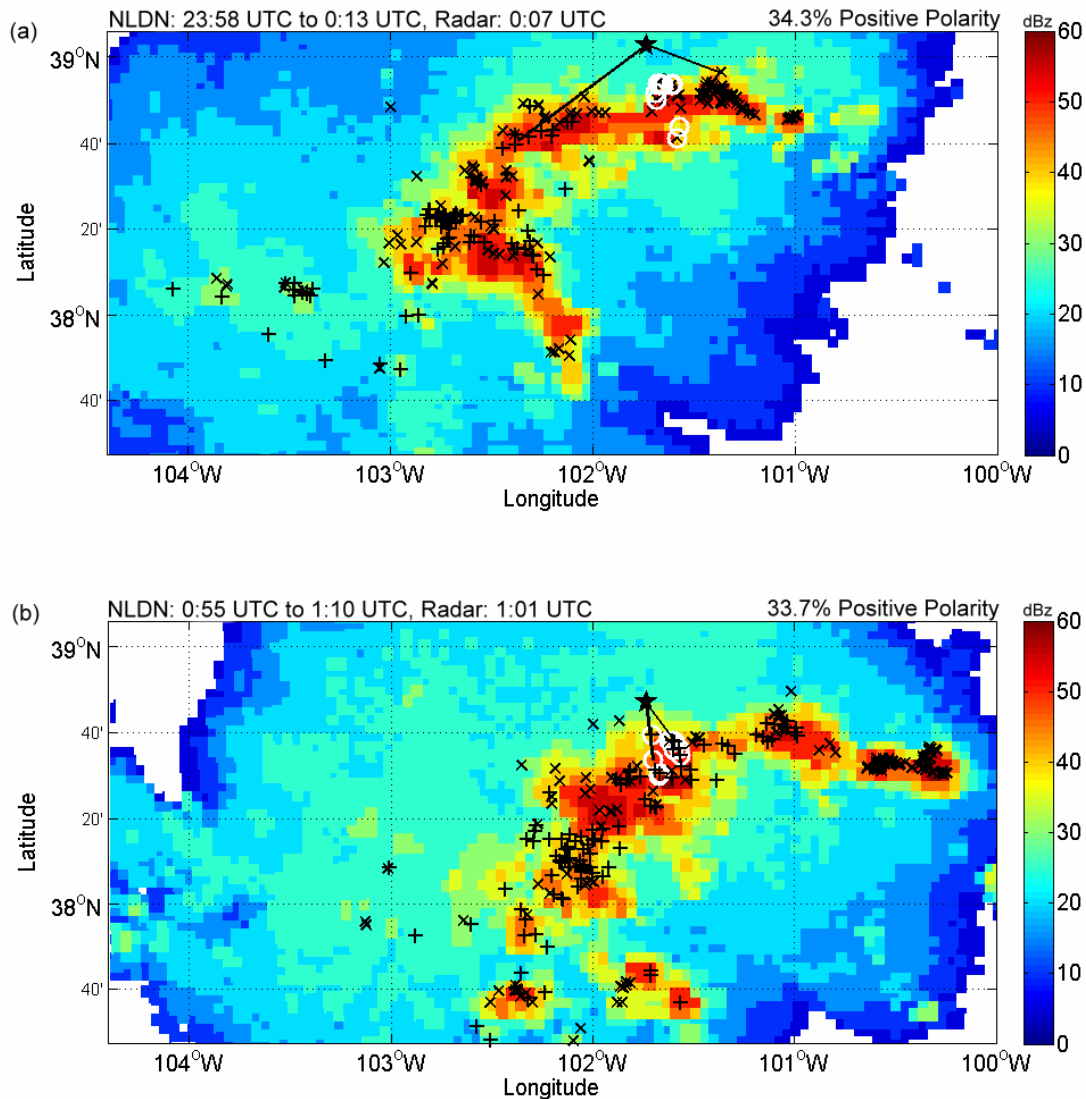 (a)
NLDN: 23:58 UTC to 0:13 UTC, Radar: 0:07 UTC 34.3% Positive Polarity dBz
60
39°N
50
40'
40
Latitude
20'
30
38°N
20
40'
10
0
104°W 103°W 102°W 101°W 100°W
Longitude
(b)
NLDN: 0:55 UTC to 1:10 UTC, Radar: 1:01 UTC 33.7% Positive Polarity dBz
60
39°N
50
40'
40
Latitude
20'
30
38°N
20
40'
10
0
104°W 103°W 102°W 101°W 100°W
Longitude